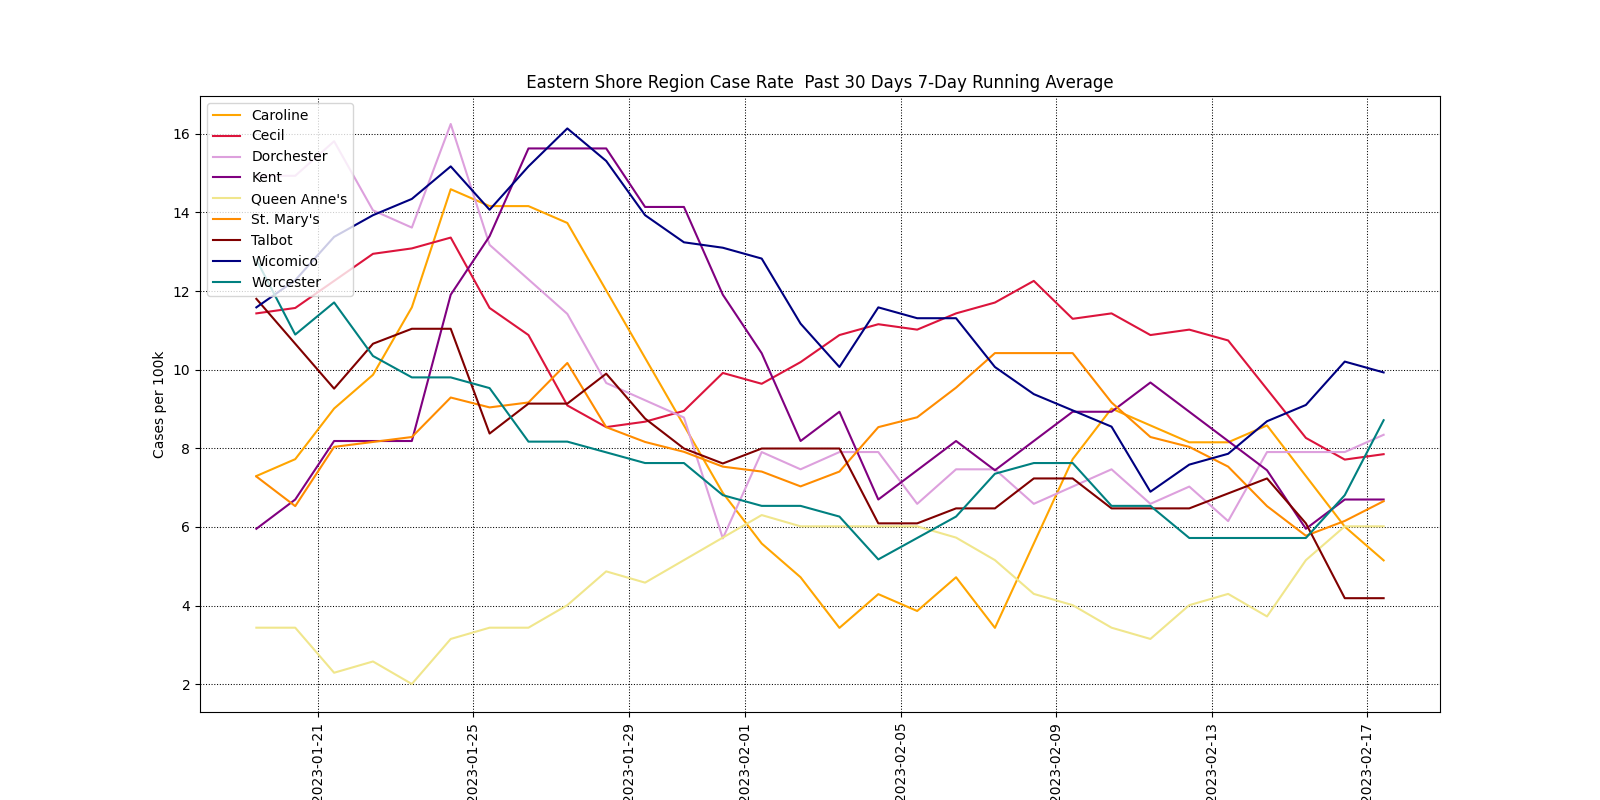 Eastern Shore Region Case Rate  Past 30 Days 7-Day Running Average
Caroline
Cecil
Dorchester
Kent
Queen Anne's
St. Mary's
Talbot
Wicomico
Worcester
Cases per 100k
16
14
12
10
8
6
4
2
2023-01-21
2023-01-25
2023-01-29
2023-02-01
2023-02-05
2023-02-09
2023-02-13
2023-02-17